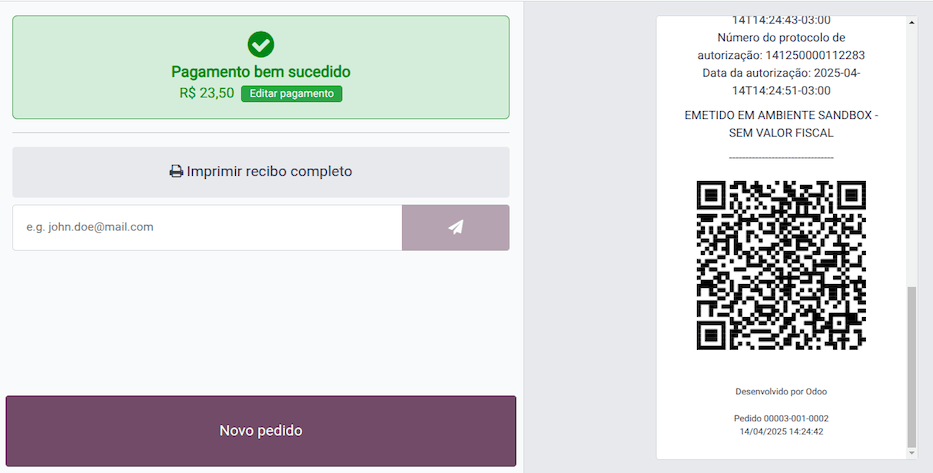 Pagamento bem sucedido
R$ 23,50 Editar pagamento
Imprimir recibo completo
e.g. john.doe@mail.com
Novo pedido
14T14:24:43-03:00
Número do protocolo de
autorização: 141250000112283
Data da autorização: 2025-04-
14T14:24:51-03:00
EMETIDO EM AMBIENTE SANDBOX -
SEM VALOR FISCAL
--------------------------------
Desenvolvido por Odoo
Pedido 00003-001-0002
14/04/2025 14:24:42